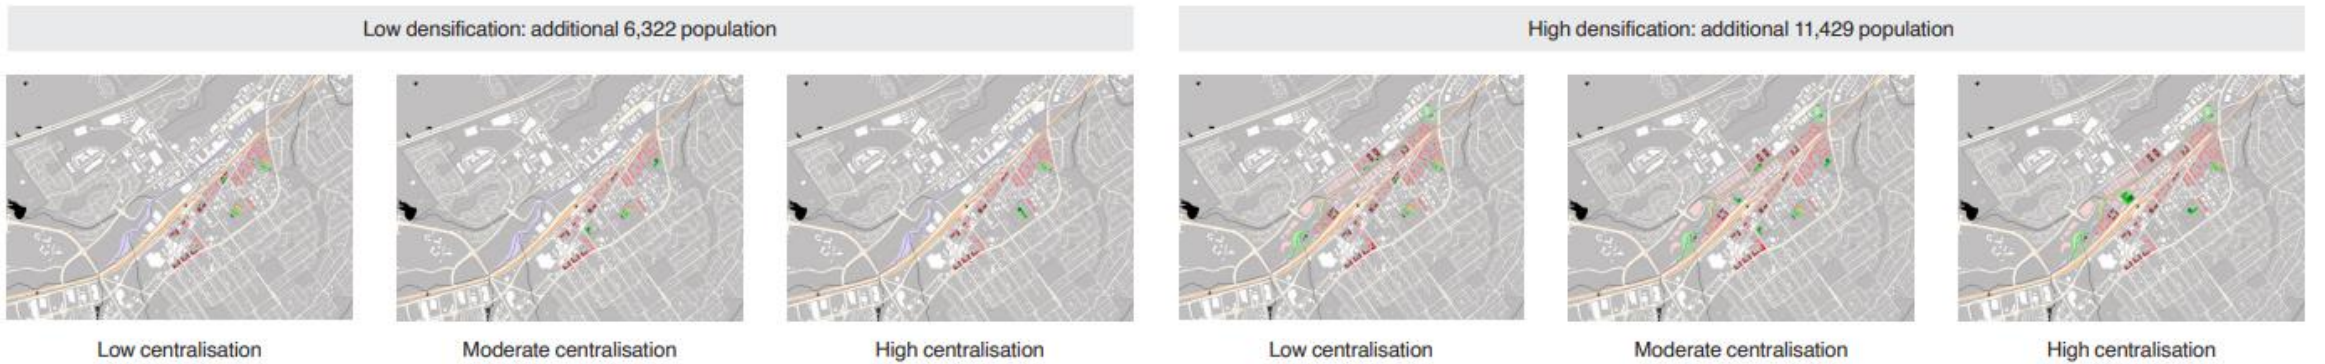 Low densification: additional 6,322 population
High densification: additional 11,429 population
Low centralisation
Moderate centralisation
High centralisation
Low centralisation
Moderate centralisation
High centralisation